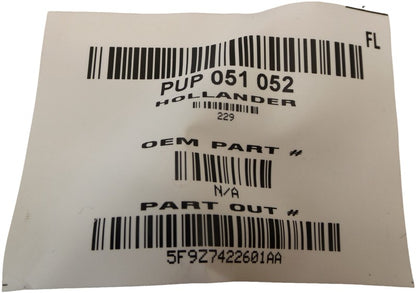 FL
PUP 051 052
HOLLANDER
229
OEM PART #
N/A
PART OUT #
5F9Z7422601AA